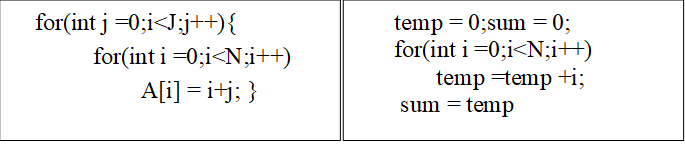 for(int j =0;i<J;j++){
for(int i =0;i<N;i++)
A[i] = i+j; }
temp = 0;sum = 0;
for(int i =0;i<N;i++)
temp =temp +i;
sum = temp